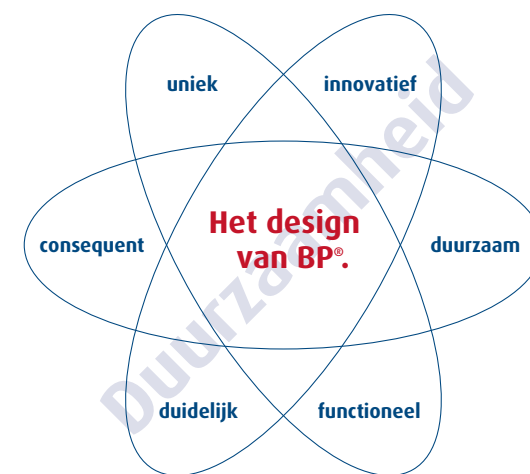 uniek
innovatief
Het design
van BP®.
consequent
duurzaam
duidelijk
functioneel
Duurzaamheid